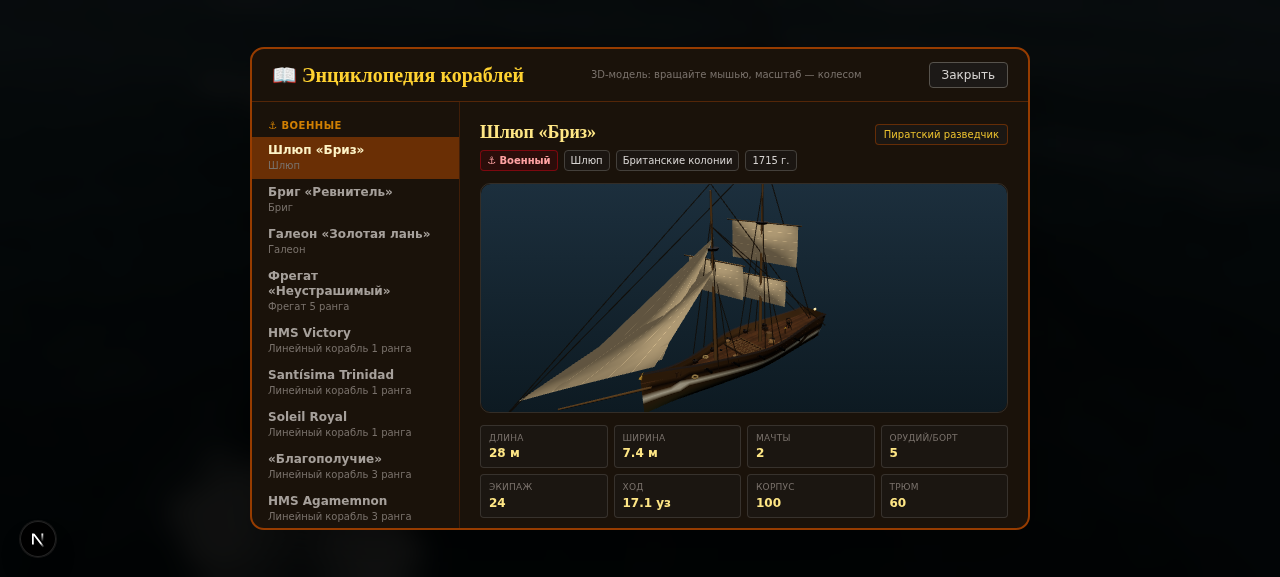 📖 Энциклопедия кораблей
3D-модель: вращайте мышью, масштаб — колесом
Закрыть
⚓ ВОЕННЫЕ
Шлюп «Бриз»
Шлюп
Бриг «Ревнитель»
Бриг
Галеон «Золотая лань»
Галеон
Фрегат
«Неустрашимый»
Фрегат 5 ранга
HMS Victory
Линейный корабль 1 ранга
Santísima Trinidad
Линейный корабль 1 ранга
Soleil Royal
Линейный корабль 1 ранга
«Благополучие»
Линейный корабль 3 ранга
HMS Agamemnon
Линейный корабль 3 ранга
Шлюп «Бриз»
Пиратский разведчик
⚓ Военный
Шлюп
Британские колонии
1715 г.
ДЛИНА
28 м
ШИРИНА
7.4 м
МАЧТЫ
2
ОРУДИЙ/БОРТ
5
ЭКИПАЖ
24
ХОД
17.1 уз
КОРПУС
100
ТРЮМ
60
N